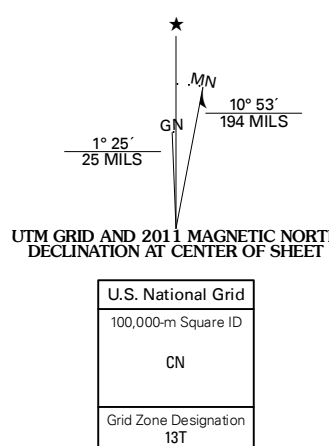 ★
MN
GN
10° 53´
194 MILS
1° 25´
25 MILS
UTM GRID AND 2011 MAGNETIC NORTH
DECLINATION AT CENTER OF SHEET
U.S. National Grid
100,000-m Square ID
CN
Grid Zone Designation
13T